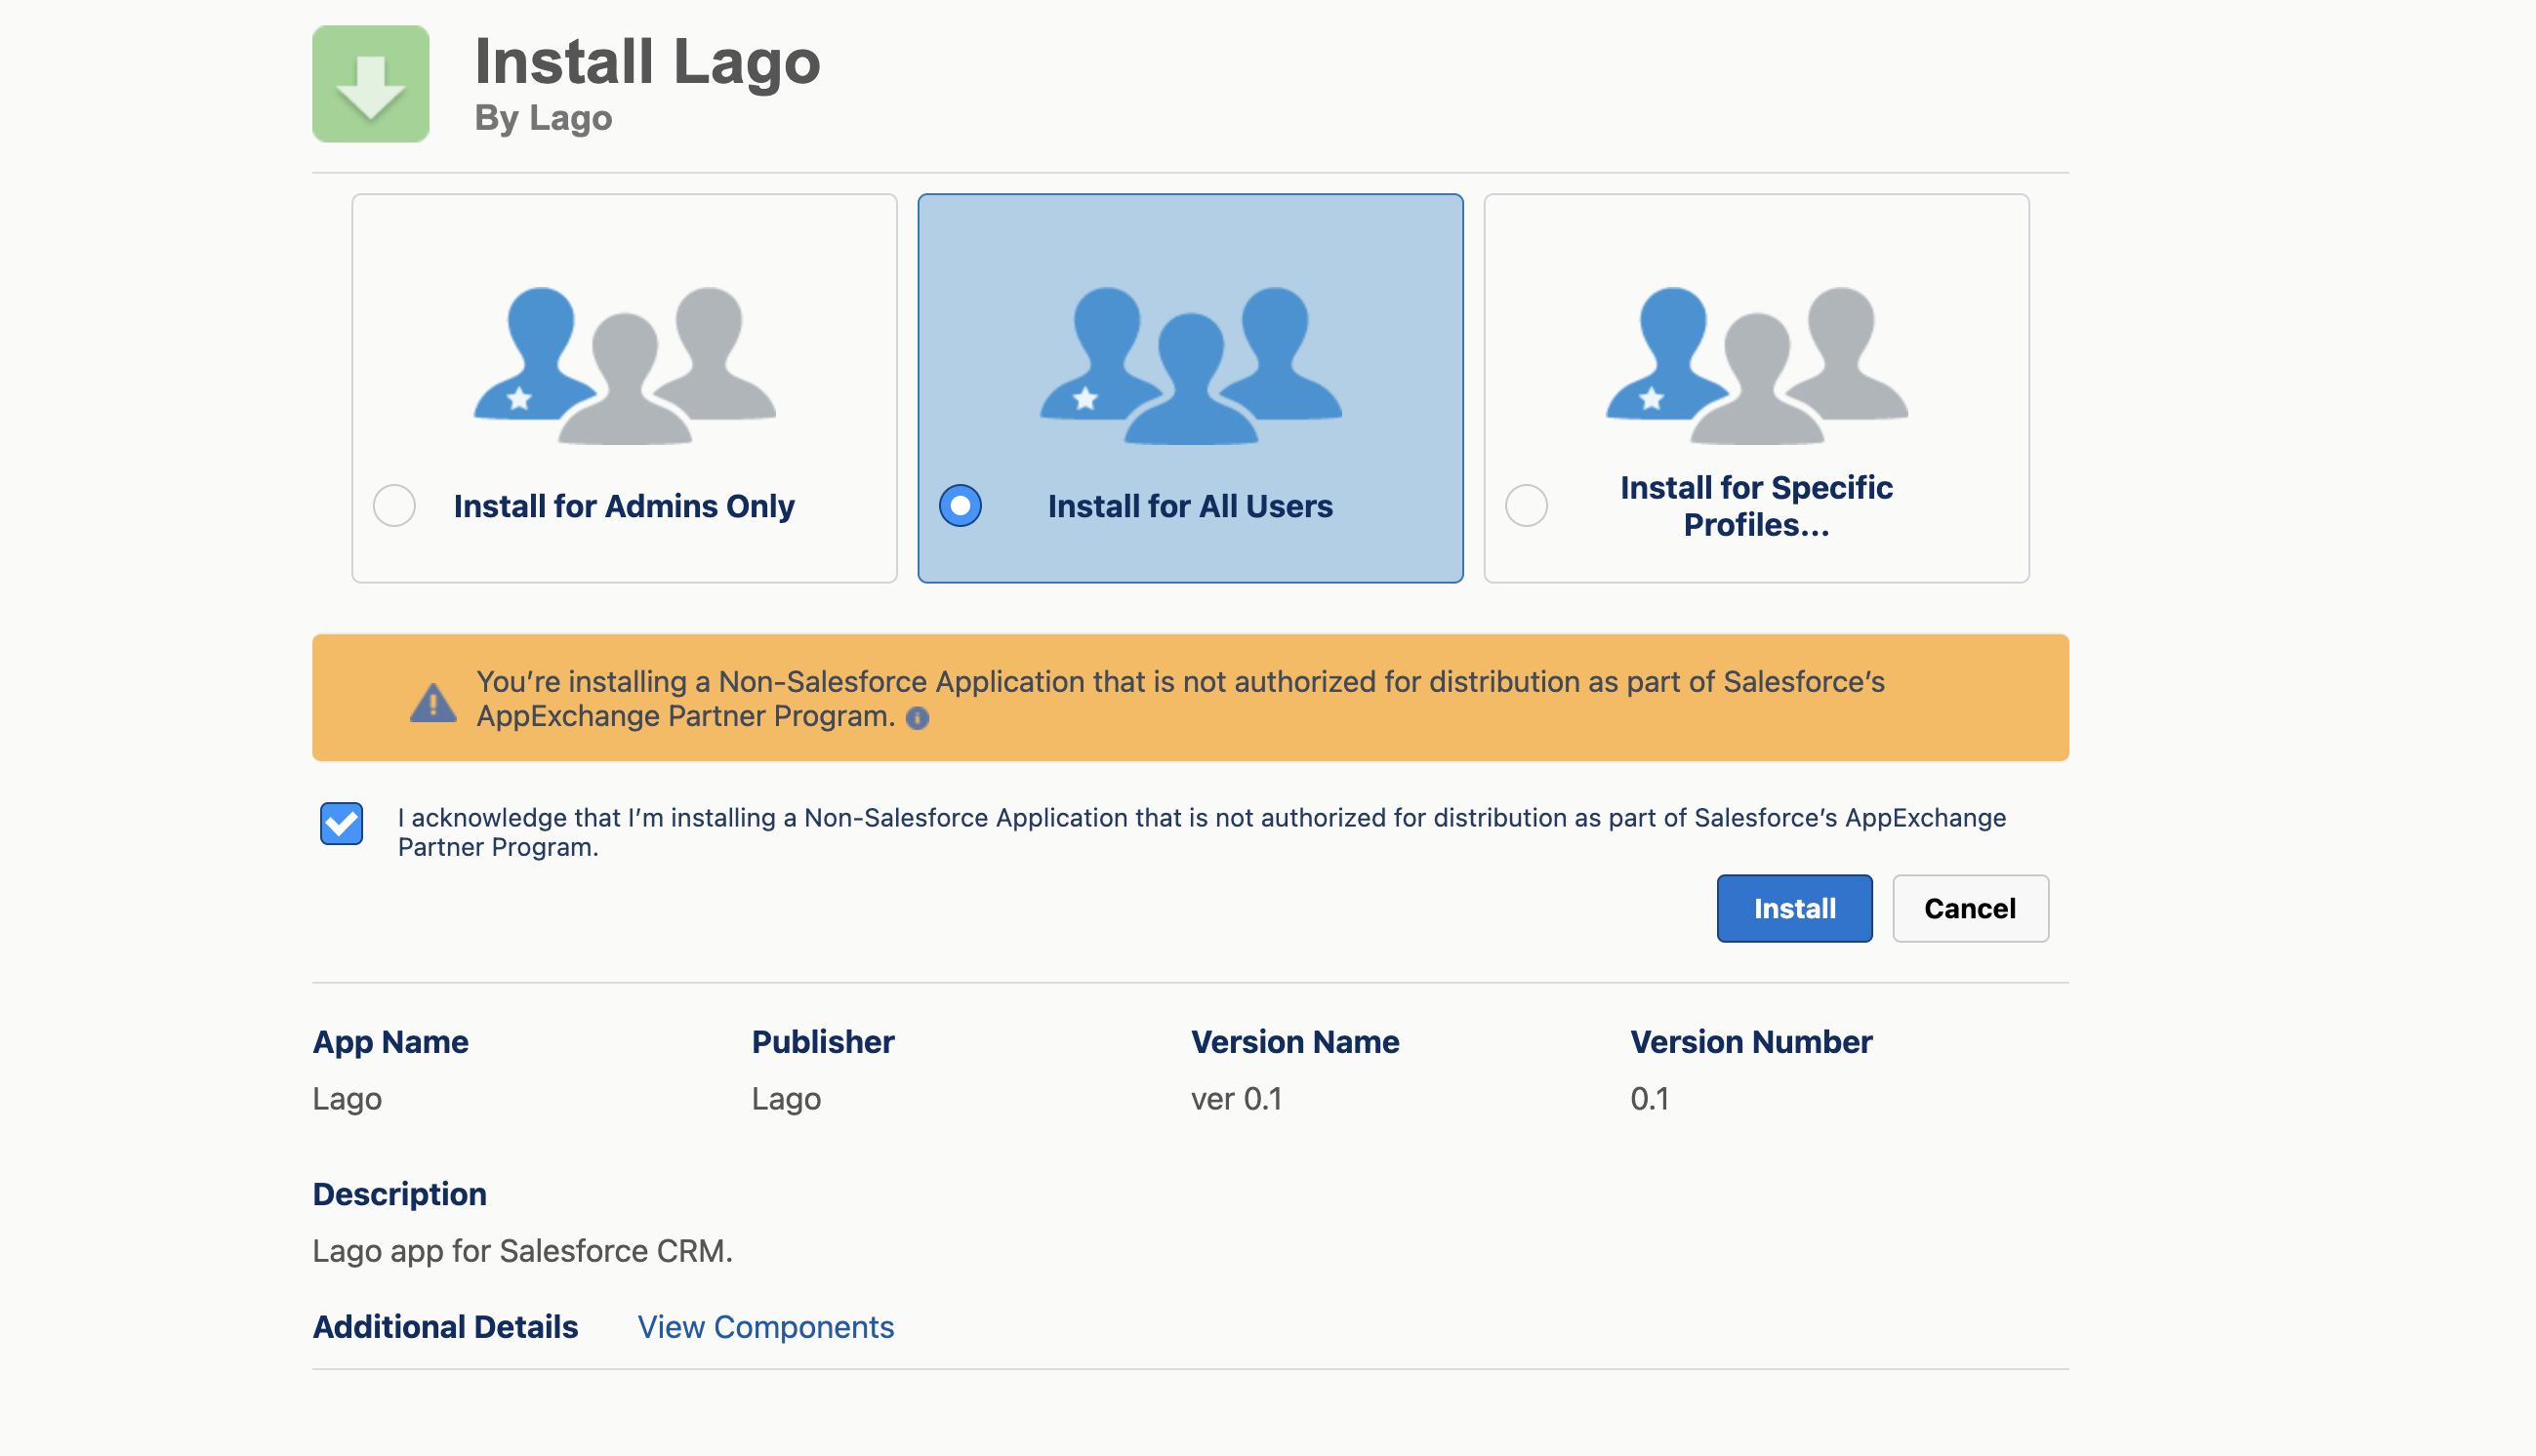 Install Lago
By Lago
Install for Admins Only
Install for All Users
Install for Specific
Profiles...
You’re installing a Non-Salesforce Application that is not authorized for distribution as part of Salesforce’s
AppExchange Partner Program.
I acknowledge that I’m installing a Non-Salesforce Application that is not authorized for distribution as part of Salesforce’s AppExchange
Partner Program.
Install Cancel
App Name Publisher Version Name Version Number
Lago Lago ver 0.1 0.1
Description
Lago app for Salesforce CRM.
Additional Details View Components